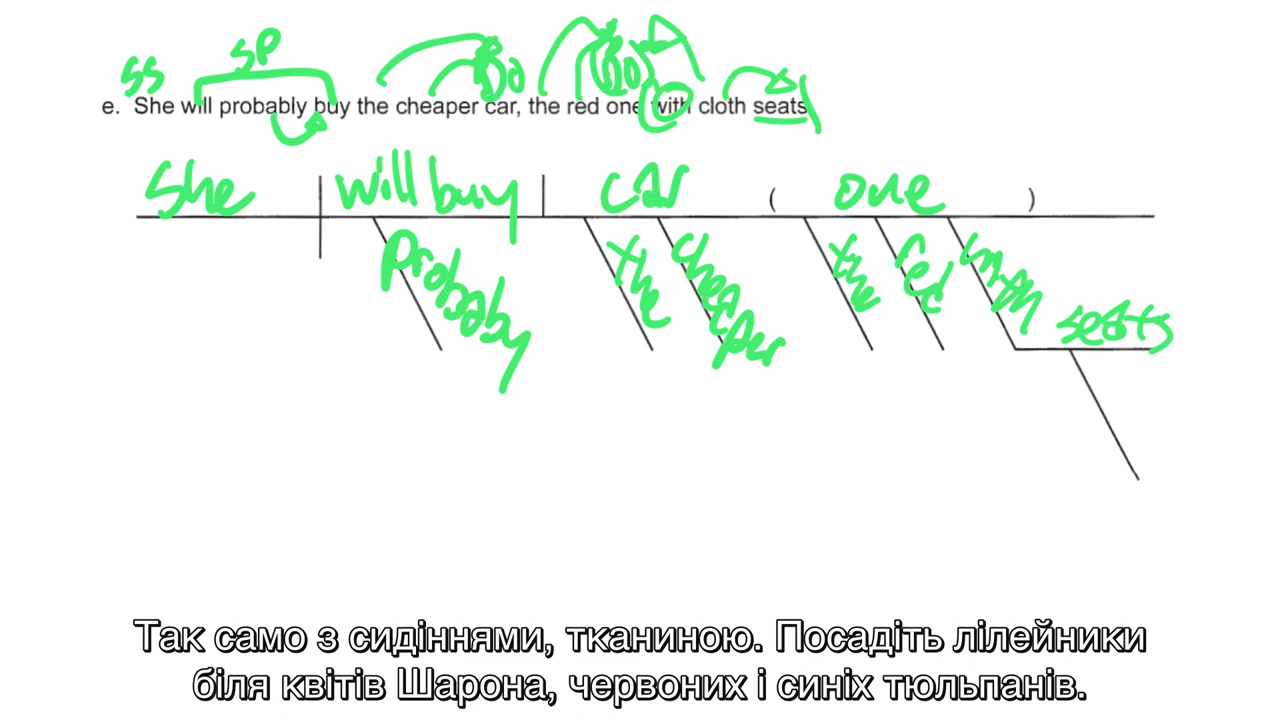 ss SP
e. She will probably buy the cheaper car, the red one with cloth seats
She will buy car ( one )
probaby the cheaper the red with seats
Так само з сидіннями, тканиною. Посадіть лілейники
біля квітів Шарона, червоних і синіх тюльпанів.